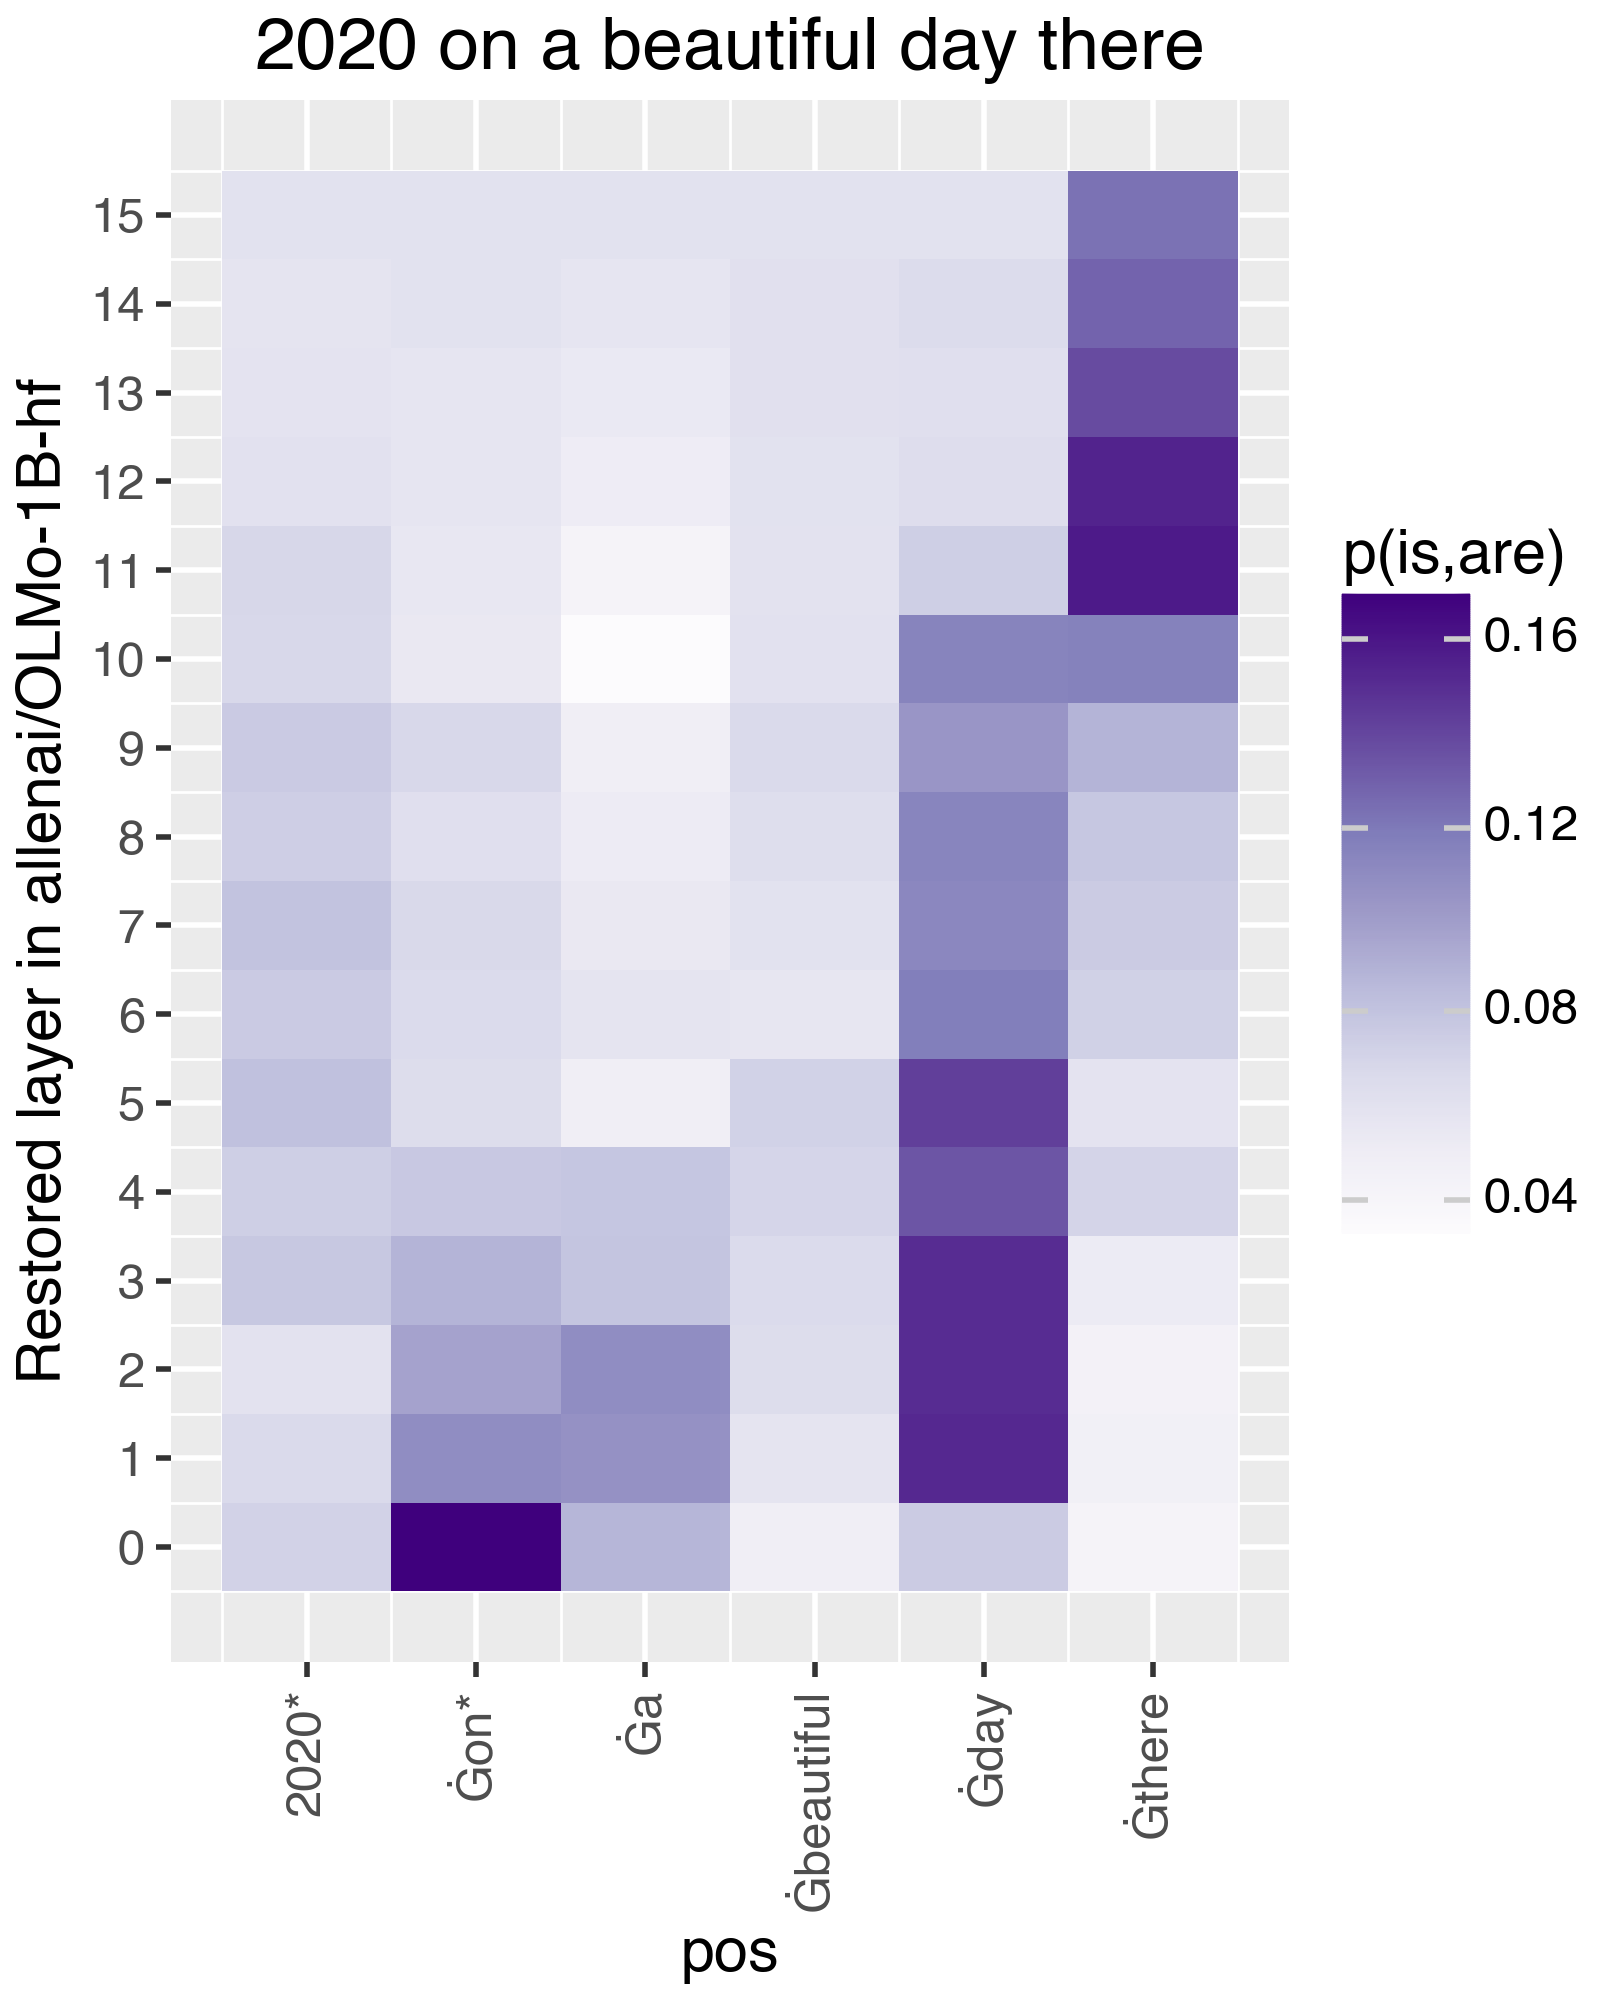 2020 on a beautiful day there
Restored layer in allenai/OLMo-1B-hf
15
14
13
12
11
10
9
8
7
6
5
4
3
2
1
0
2020*
Ġon*
Ġa
Ġbeautiful
Ġday
Ġthere
pos
p(is,are)
0.16
0.12
0.08
0.04